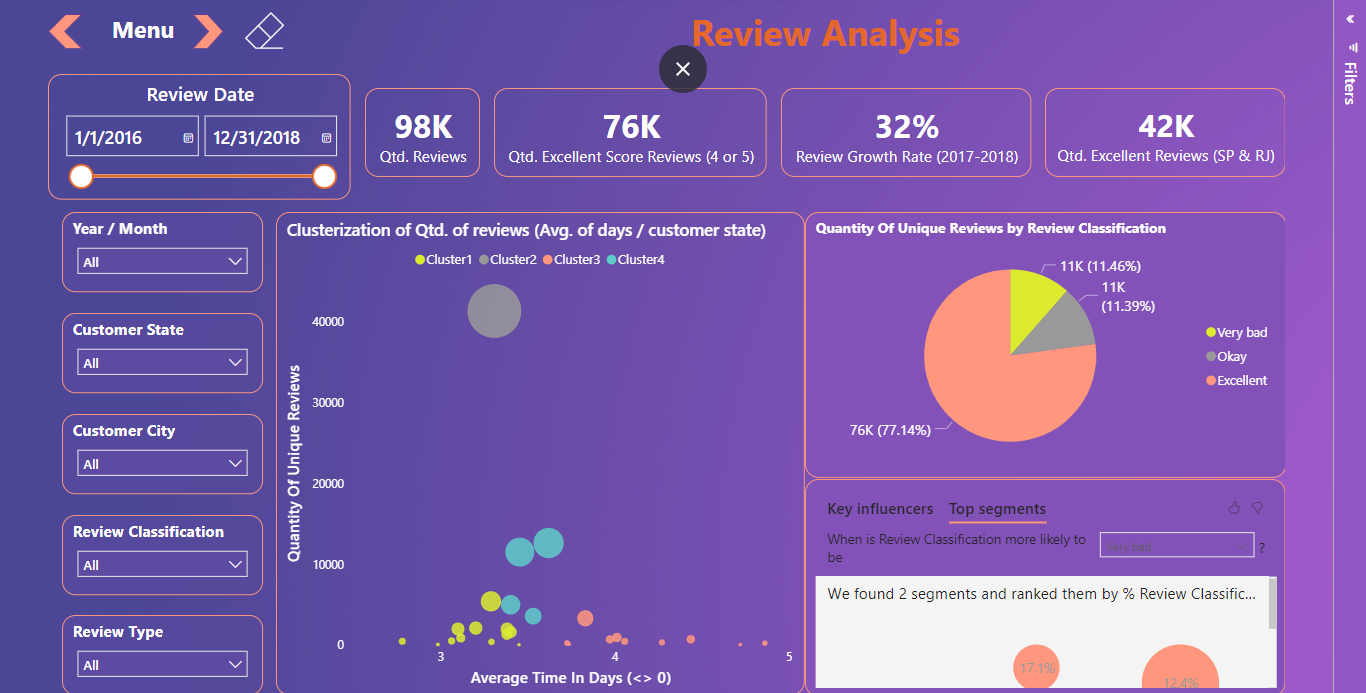 Menu
Review Analysis
Filters
Review Date
1/1/2016
12/31/2018
98K
Qtd. Reviews
76K
Qtd. Excellent Score Reviews (4 or 5)
32%
Review Growth Rate (2017-2018)
42K
Qtd. Excellent Reviews (SP & RJ)
Year / Month
All
Customer State
All
Customer City
All
Review Classification
All
Review Type
All
Clusterization of Qtd. of reviews (Avg. of days / customer state)
Cluster1 Cluster2 Cluster3 Cluster4
Quantity Of Unique Reviews
40000
30000
20000
10000
0
3 4 5
Average Time In Days (<> 0)
Quantity Of Unique Reviews by Review Classification
11K (11.46%)
11K
(11.39%)
76K (77.14%)
Very bad
Okay
Excellent
Key influencers Top segments
When is Review Classification more likely to
be
Very bad
?
We found 2 segments and ranked them by % Review Classific...
17.1%
12.4%